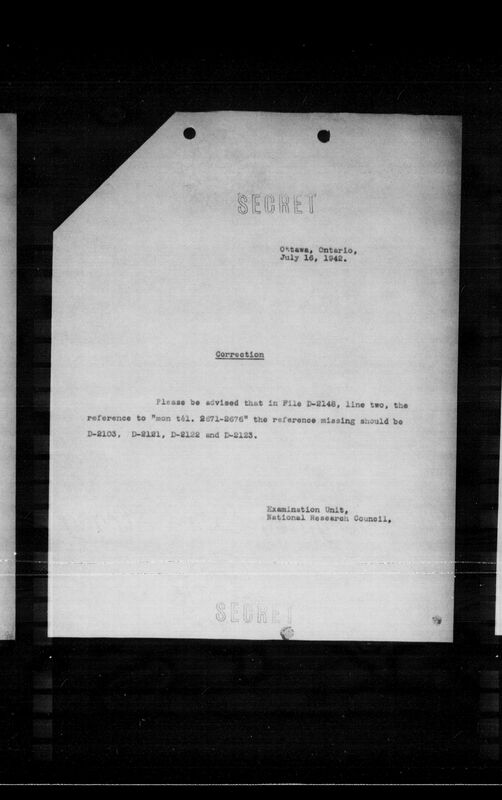 SECRET
Ottawa, Ontario,
July 16, 1942.
Correction
Please be advised that in File D-2148, line two, the
reference to "mon tél. 2671-2676" the reference missing should be
D-2103, D-2121, D-2122 and D-2123.
Examination Unit,
National Research Council,
SECRET